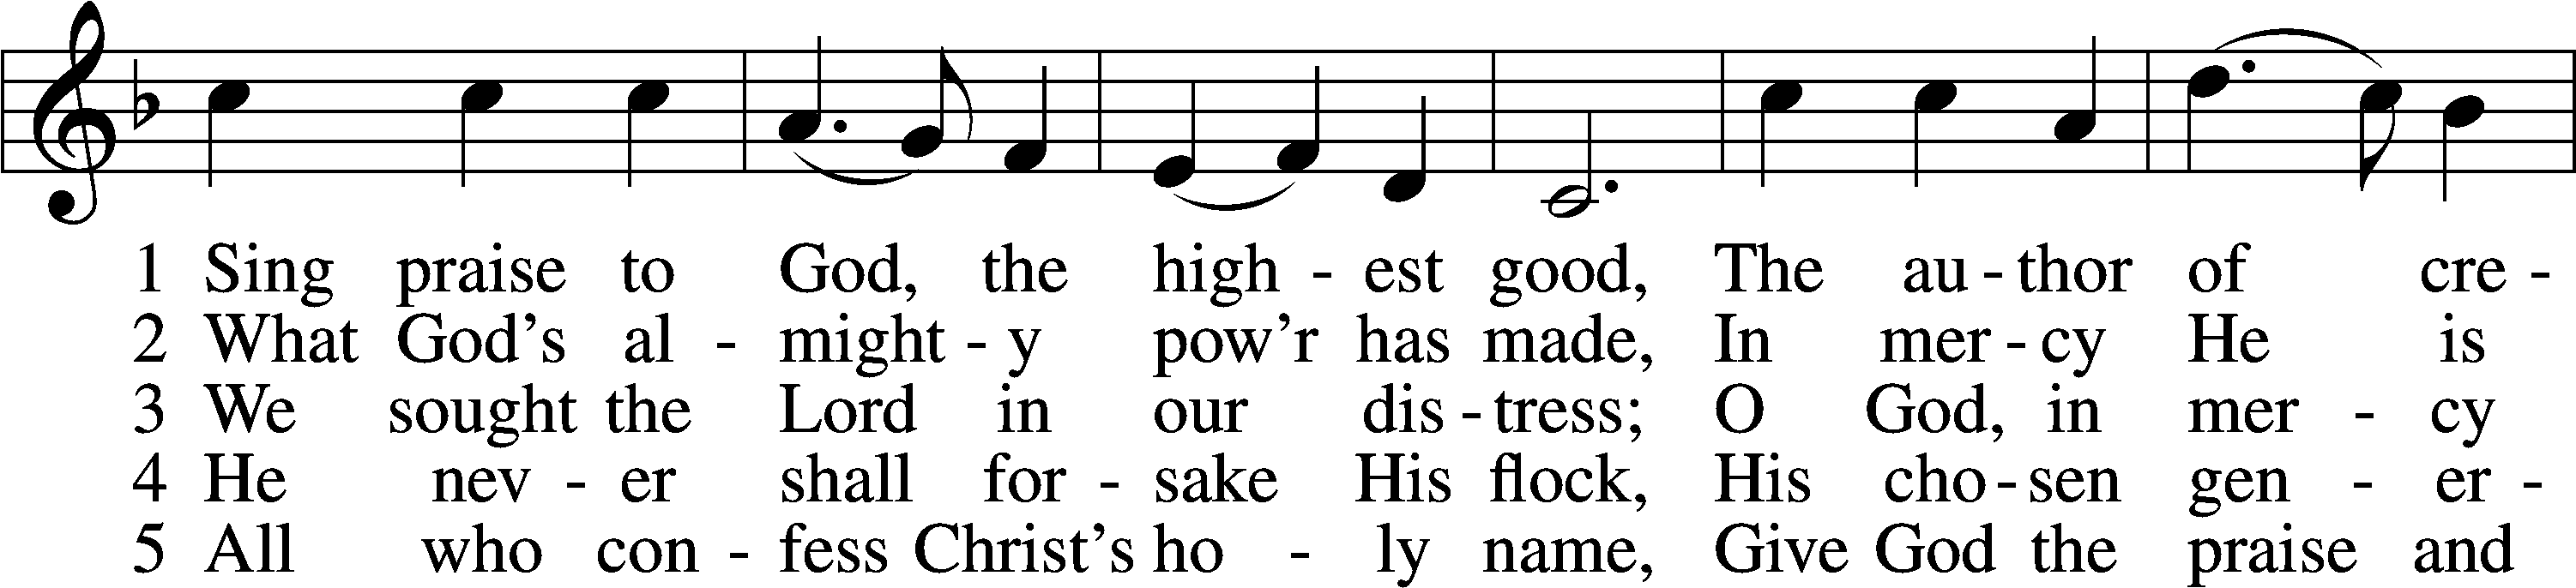 1 Sing praise to God, the high - est good, The au - thor of cre -
2 What God's al - might - y pow'r has made, In mer - cy He is
3 We sought the Lord in our dis - tress; O God, in mer - cy
4 He nev - er shall for - sake His flock, His cho - sen gen - er -
5 All who con - fess Christ's ho - ly name, Give God the praise and